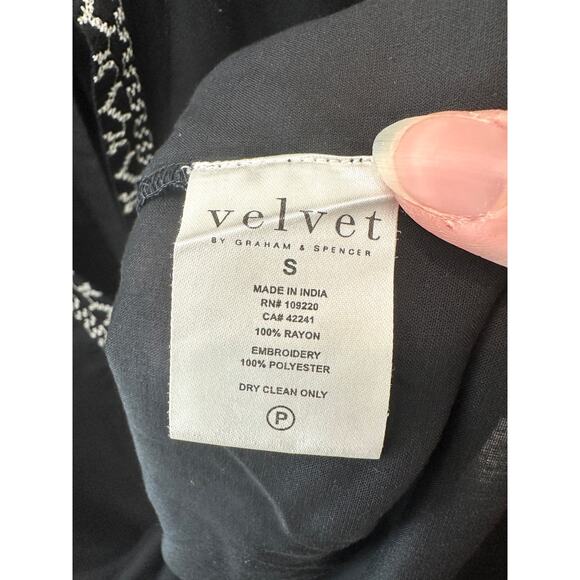 velvet
BY GRAHAM & SPENCER
S
MADE IN INDIA
RN# 109220
CA# 42241
100% RAYON
EMBROIDERY
100% POLYESTER
DRY CLEAN ONLY
P